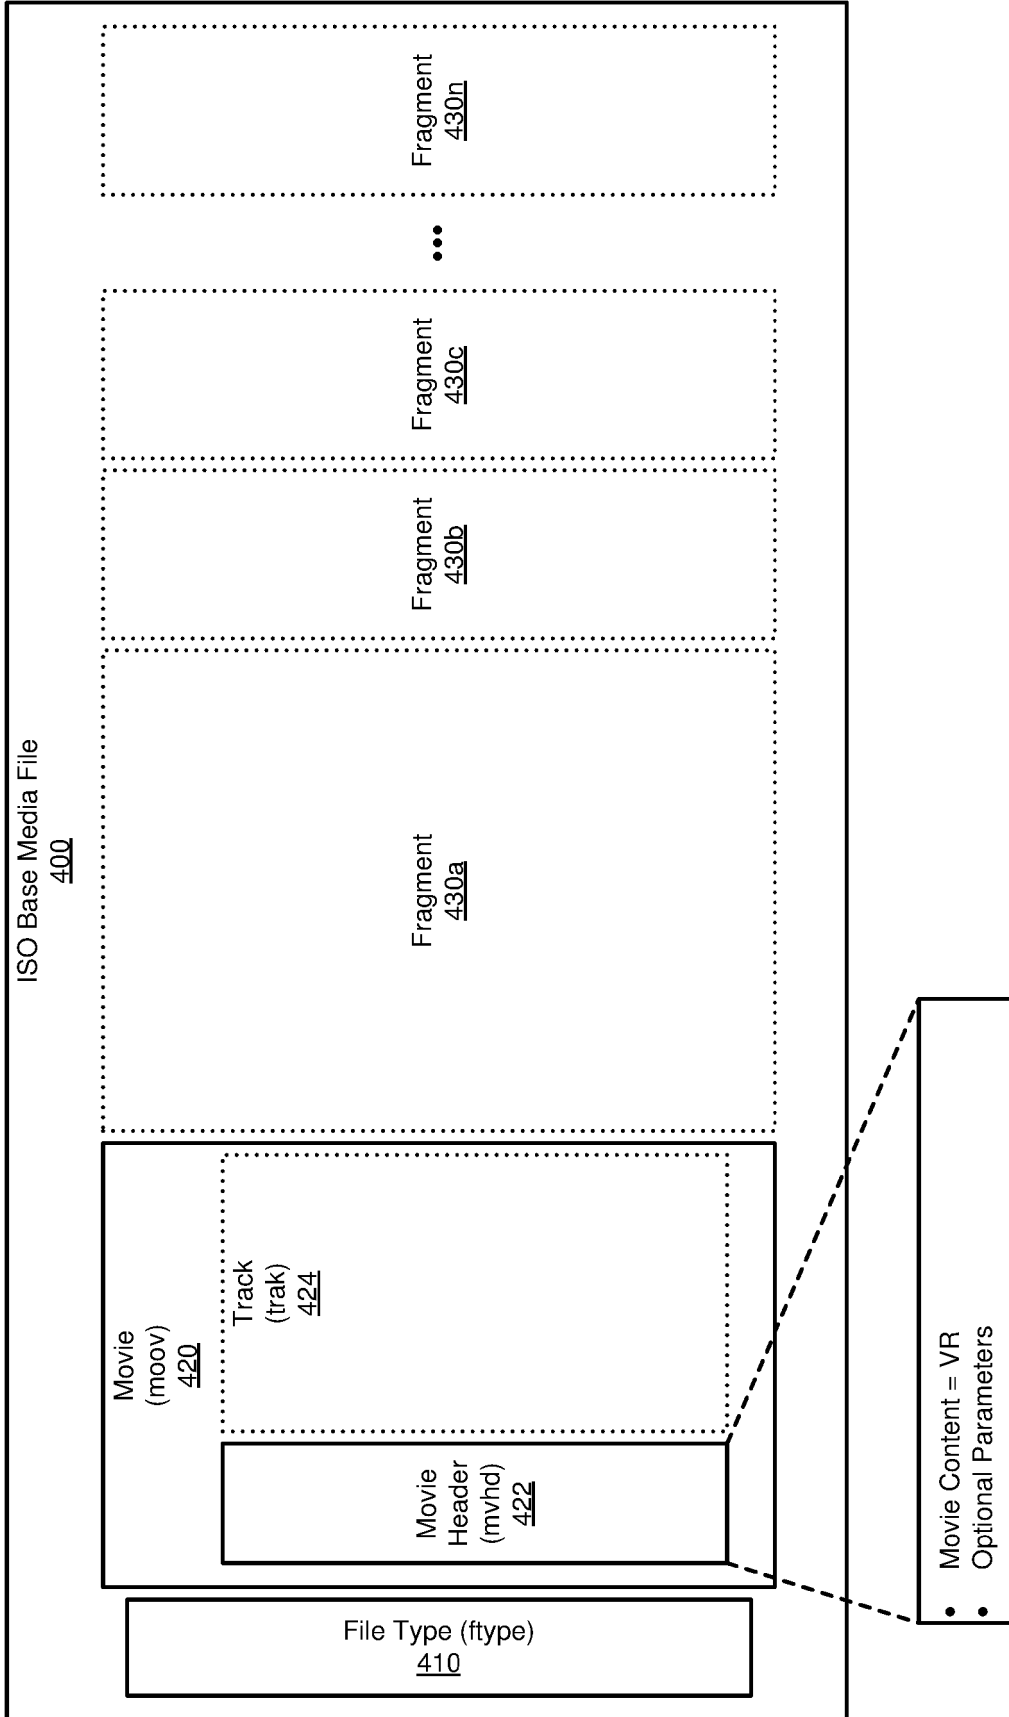 ISO Base Media File
400
File Type (ftype)
410
Movie
(moov)
420
Movie
Header
(mvhd)
422
Track
(trak)
424
Fragment
430a
Fragment
430b
Fragment
430c
•••
Fragment
430n
• Movie Content = VR
• Optional Parameters